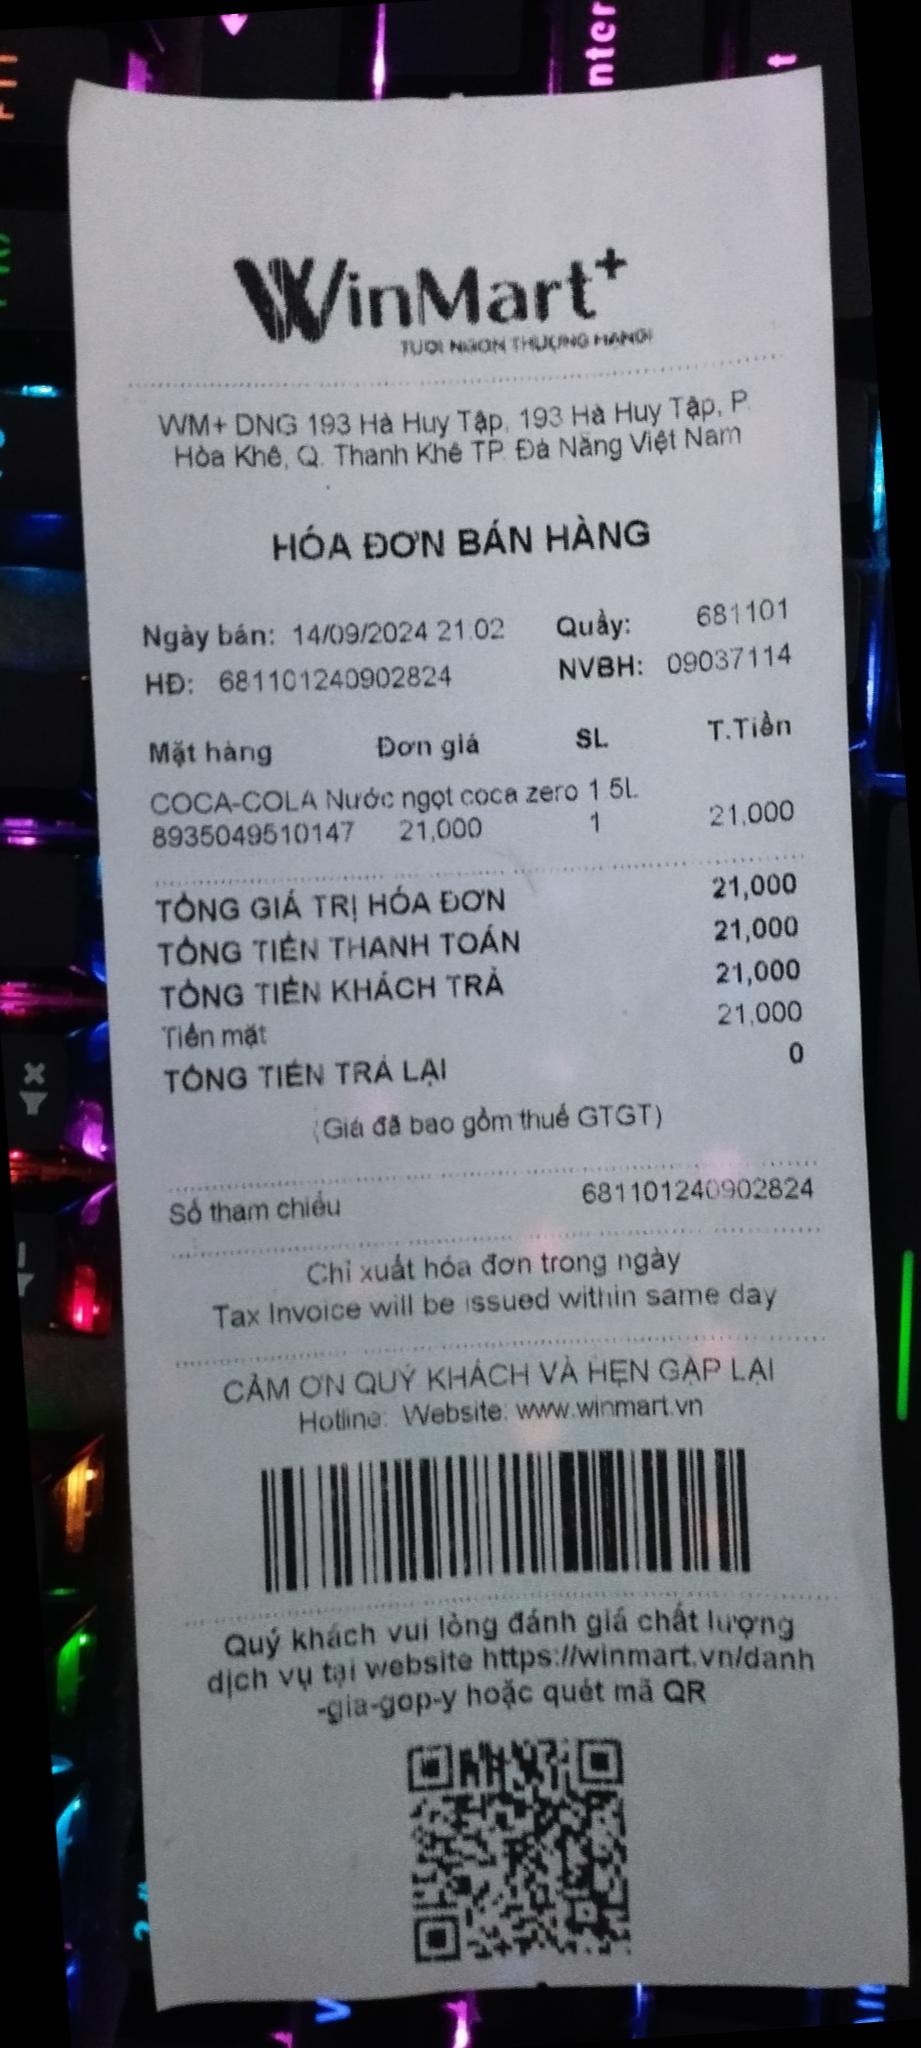 WinMart+
TƯƠI NGON THƯỢNG HẠNG!
WM+ DNG 193 Hà Huy Tập, 193 Hà Huy Tập, P.
Hòa Khê, Q. Thanh Khê TP. Đà Nẵng Việt Nam
HÓA ĐƠN BÁN HÀNG
Ngày bán: 14/09/2024 21:02 Quầy: 681101
HĐ: 681101240902824 NVBH: 09037114
Mặt hàng Đơn giá SL T.Tiền
COCA-COLA Nước ngọt coca zero 1.5L
8935049510147 21,000 1 21,000
TỔNG GIÁ TRỊ HÓA ĐƠN 21,000
TỔNG TIỀN THANH TOÁN 21,000
TỔNG TIỀN KHÁCH TRẢ 21,000
Tiền mặt 21,000
TỔNG TIỀN TRẢ LẠI 0
(Giá đã bao gồm thuế GTGT)
Số tham chiếu 681101240902824
Chỉ xuất hóa đơn trong ngày
Tax Invoice will be issued within same day
CẢM ƠN QUÝ KHÁCH VÀ HẸN GẶP LẠI
Hotline: Website: www.winmart.vn
Quý khách vui lòng đánh giá chất lượng
dịch vụ tại website https://winmart.vn/danh
-gia-gop-y hoặc quét mã QR